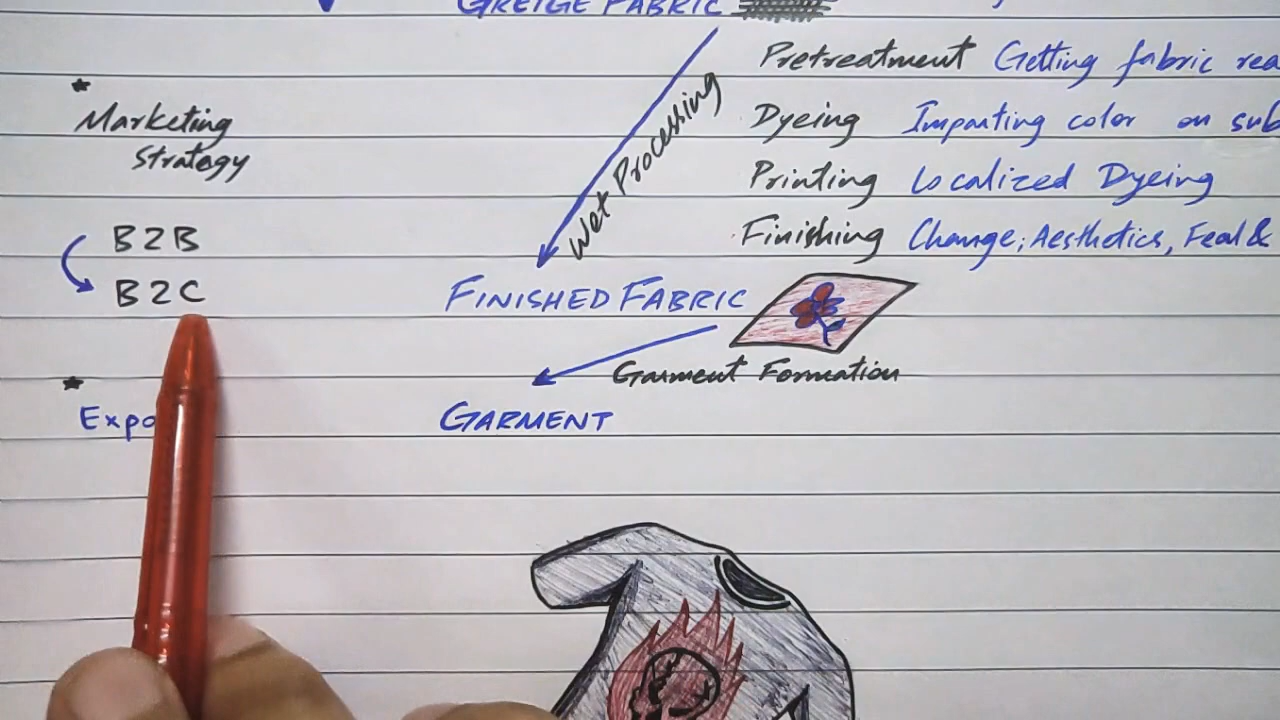 GREIGE FABRIC
Pretreatment Getting fabric rea
Dyeing Imparting color on sub
Printing Localized Dyeing
Finishing Change; Aesthetics, Feal &
Wet Processing
* Marketing
Strategy
B2B
B2C
FINISHED FABRIC
Garment Formation
* Expo
GARMENT